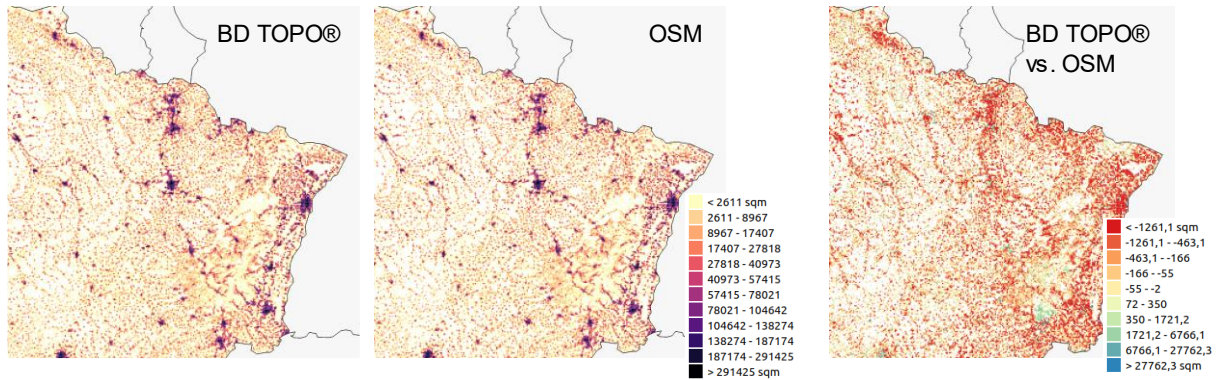 BD TOPO®
OSM
< 2611 sqm
2611 - 8967
8967 - 17407
17407 - 27818
27818 - 40973
40973 - 57415
57415 - 78021
78021 - 104642
104642 - 138274
138274 - 187174
187174 - 291425
> 291425 sqm
BD TOPO®
vs. OSM
< -1261,1 sqm
-1261,1 - -463,1
-463,1 - -166
-166 - -55
-55 - -2
72 - 350
350 - 1721,2
1721,2 - 6766,1
6766,1 - 27762,3
> 27762,3 sqm